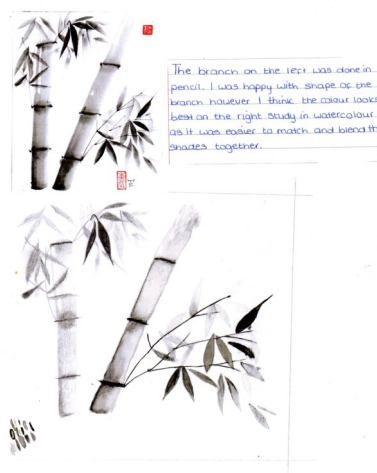 The branch on the left was done in
pencil. I was happy with shape of the
branch however I think the colour looks
best on the right study in watercolour
as it was easier to match and blend th
shades together.